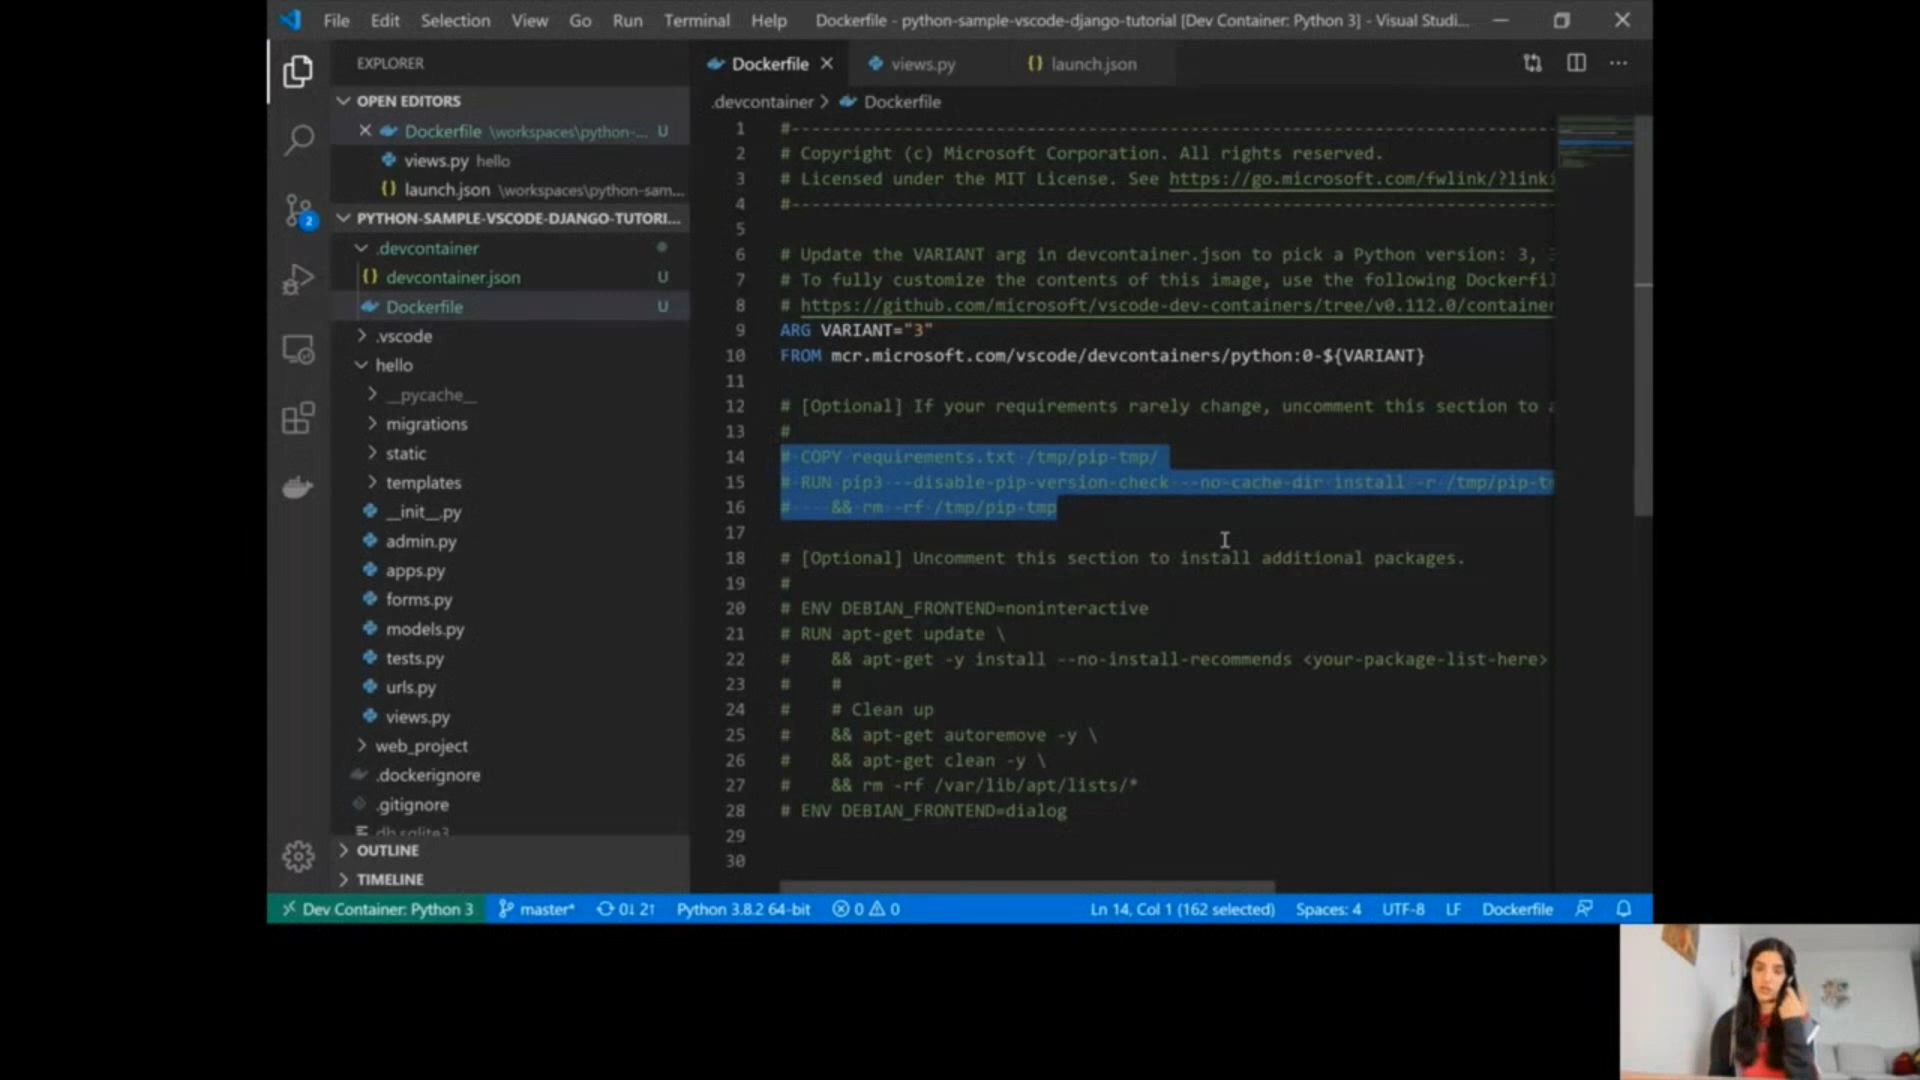 File Edit Selection View Go Run Terminal Help Dockerfile - python-sample-vscode-django-tutorial [Dev Container: Python 3] - Visual Studi...
EXPLORER
OPEN EDITORS
Dockerfile \workspaces\python-... U
views.py hello
launch.json \workspaces\python-sam...
PYTHON-SAMPLE-VSCODE-DJANGO-TUTORI...
.devcontainer
devcontainer.json U
Dockerfile U
.vscode
hello
__pycache__
migrations
static
templates
__init__.py
admin.py
apps.py
forms.py
models.py
tests.py
urls.py
views.py
web_project
.dockerignore
.gitignore
db.sqlite3
OUTLINE
TIMELINE
2
Dockerfile views.py launch.json
.devcontainer > Dockerfile
1 #---------------------------------------------------------------------------
2 # Copyright (c) Microsoft Corporation. All rights reserved.
3 # Licensed under the MIT License. See https://go.microsoft.com/fwlink/?linki
4 #---------------------------------------------------------------------------
5
6 # Update the VARIANT arg in devcontainer.json to pick a Python version: 3,
7 # To fully customize the contents of this image, use the following Dockerfil
8 # https://github.com/microsoft/vscode-dev-containers/tree/v0.112.0/container
9 ARG VARIANT="3"
10 FROM mcr.microsoft.com/vscode/devcontainers/python:0-${VARIANT}
11
12 # [Optional] If your requirements rarely change, uncomment this section to a
13 #
14 # COPY requirements.txt /tmp/pip-tmp/
15 # RUN pip3 --disable-pip-version-check --no-cache-dir install -r /tmp/pip-t
16 #    && rm -rf /tmp/pip-tmp
17
18 # [Optional] Uncomment this section to install additional packages.
19 #
20 # ENV DEBIAN_FRONTEND=noninteractive
21 # RUN apt-get update \
22 #    && apt-get -y install --no-install-recommends <your-package-list-here>
23 #    #
24 #    # Clean up
25 #    && apt-get autoremove -y \
26 #    && apt-get clean -y \
27 #    && rm -rf /var/lib/apt/lists/*
28 # ENV DEBIAN_FRONTEND=dialog
29
30
Dev Container: Python 3 master* 0↓ 2↑ Python 3.8.2 64-bit 0 0 Ln 14, Col 1 (162 selected) Spaces: 4 UTF-8 LF Dockerfile